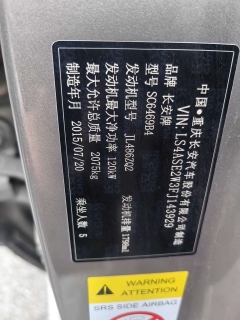 中国·重庆长安汽车股份有限公司制造
VIN:LS4ASE2W3FJ143929
品牌 长安牌
型号 SC6469B4
发动机型号 JL486ZQ2
发动机排量 1798ml
发动机最大净功率 120kW
最大允许总质量 2075kg
制造年月 2015/07/20
乘坐人数 5
WARNING
SRS SIDE AIRBAG